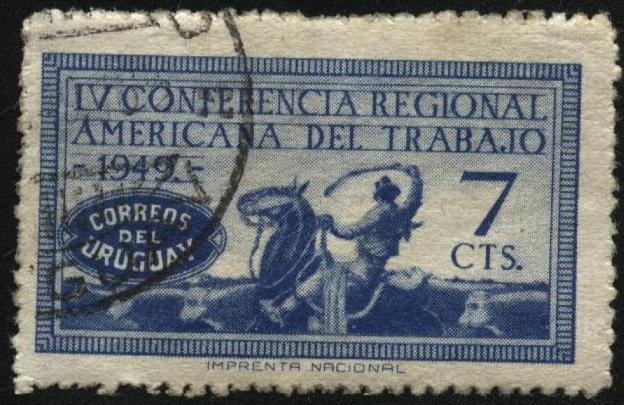 IV CONFERENCIA REGIONAL
AMERICANA DEL TRABAJO
- 1949. -
CORREOS
DEL
URUGUAY
7
CTS.
IMPRENTA NACIONAL